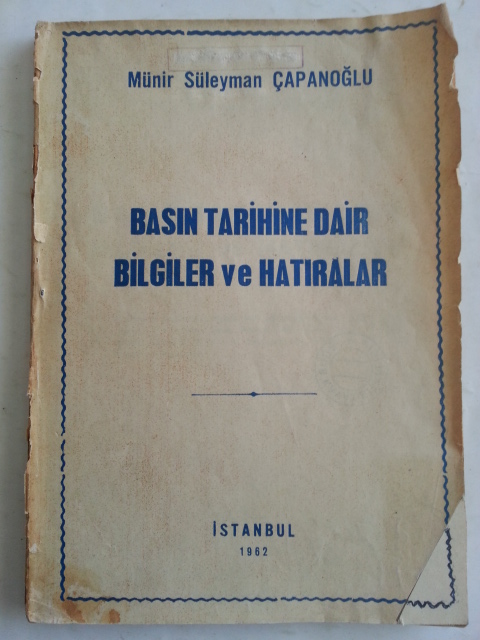 Münir Süleyman ÇAPANOĞLU
BASIN TARİHİNE DAİR
BİLGİLER ve HATIRALAR
İSTANBUL
1962